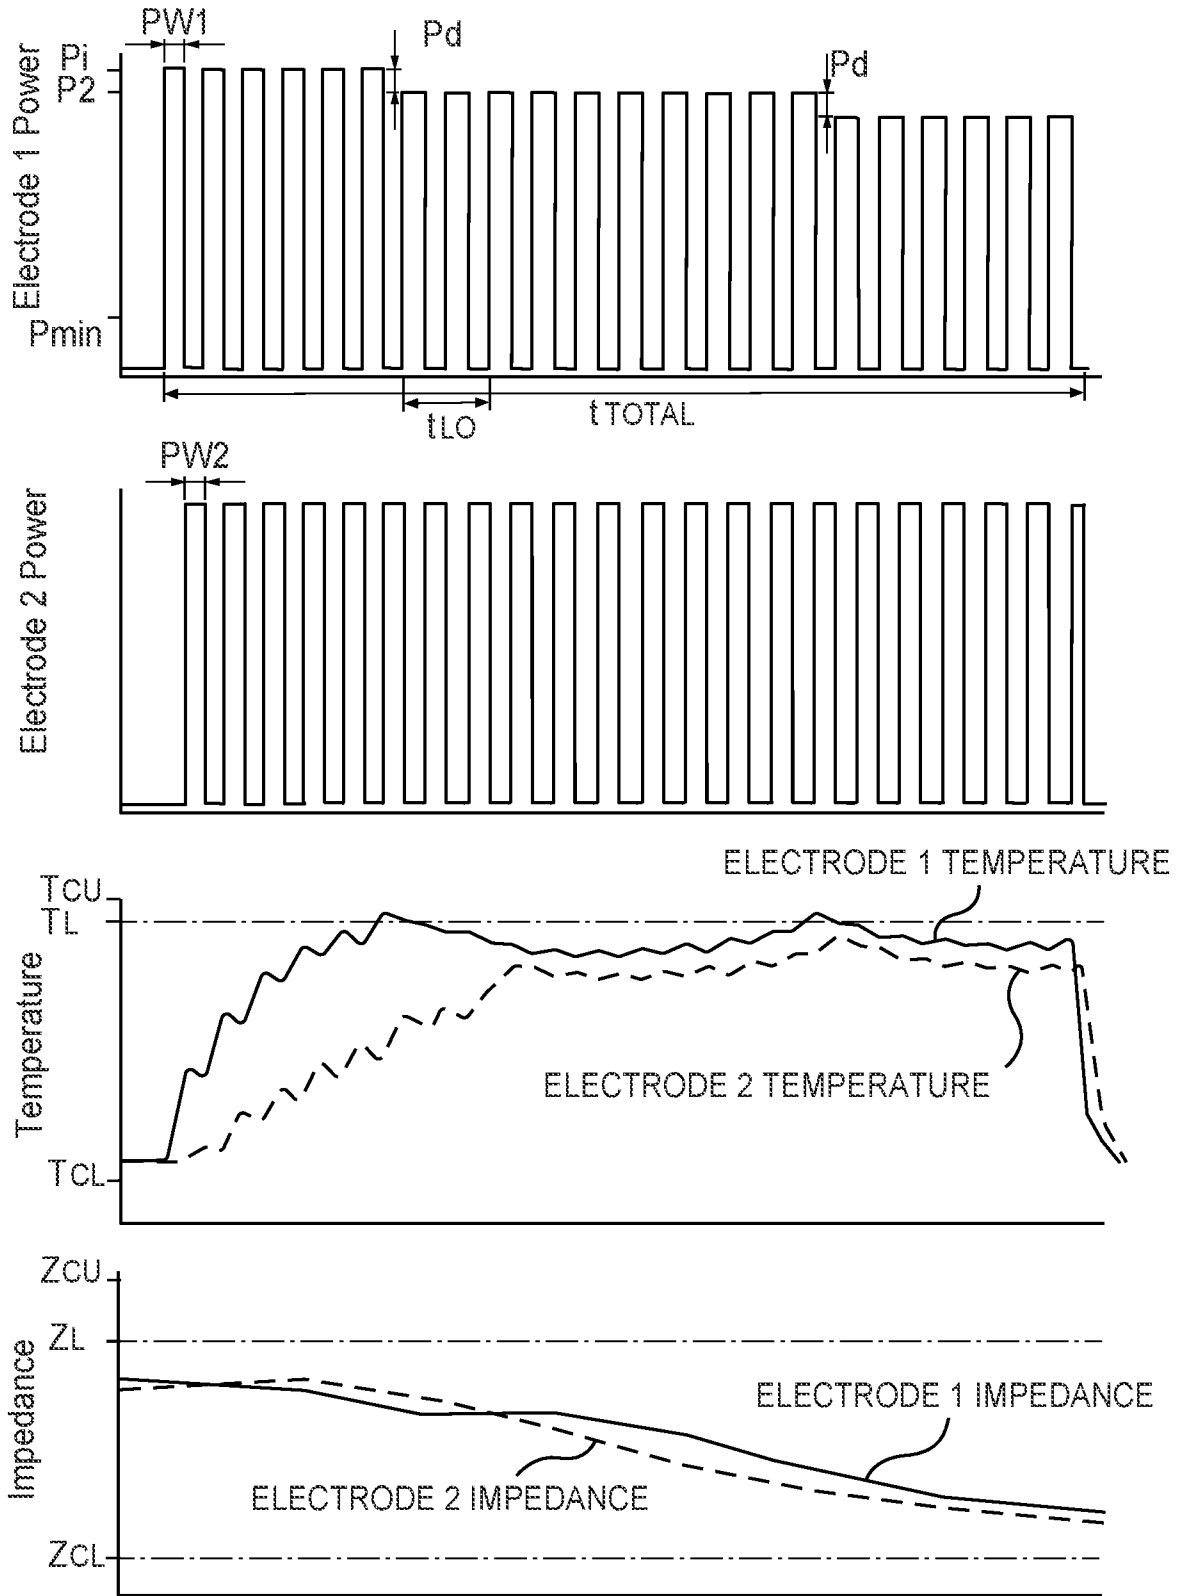 PW1
Pd
Pi
P2
Pd
Electrode 1 Power
Pmin
tLO
tTOTAL
PW2
Electrode 2 Power
ELECTRODE 1 TEMPERATURE
TCU
TL
Temperature
ELECTRODE 2 TEMPERATURE
TCL
ZCU
ZL
Impedance
ELECTRODE 1 IMPEDANCE
ELECTRODE 2 IMPEDANCE
ZCL